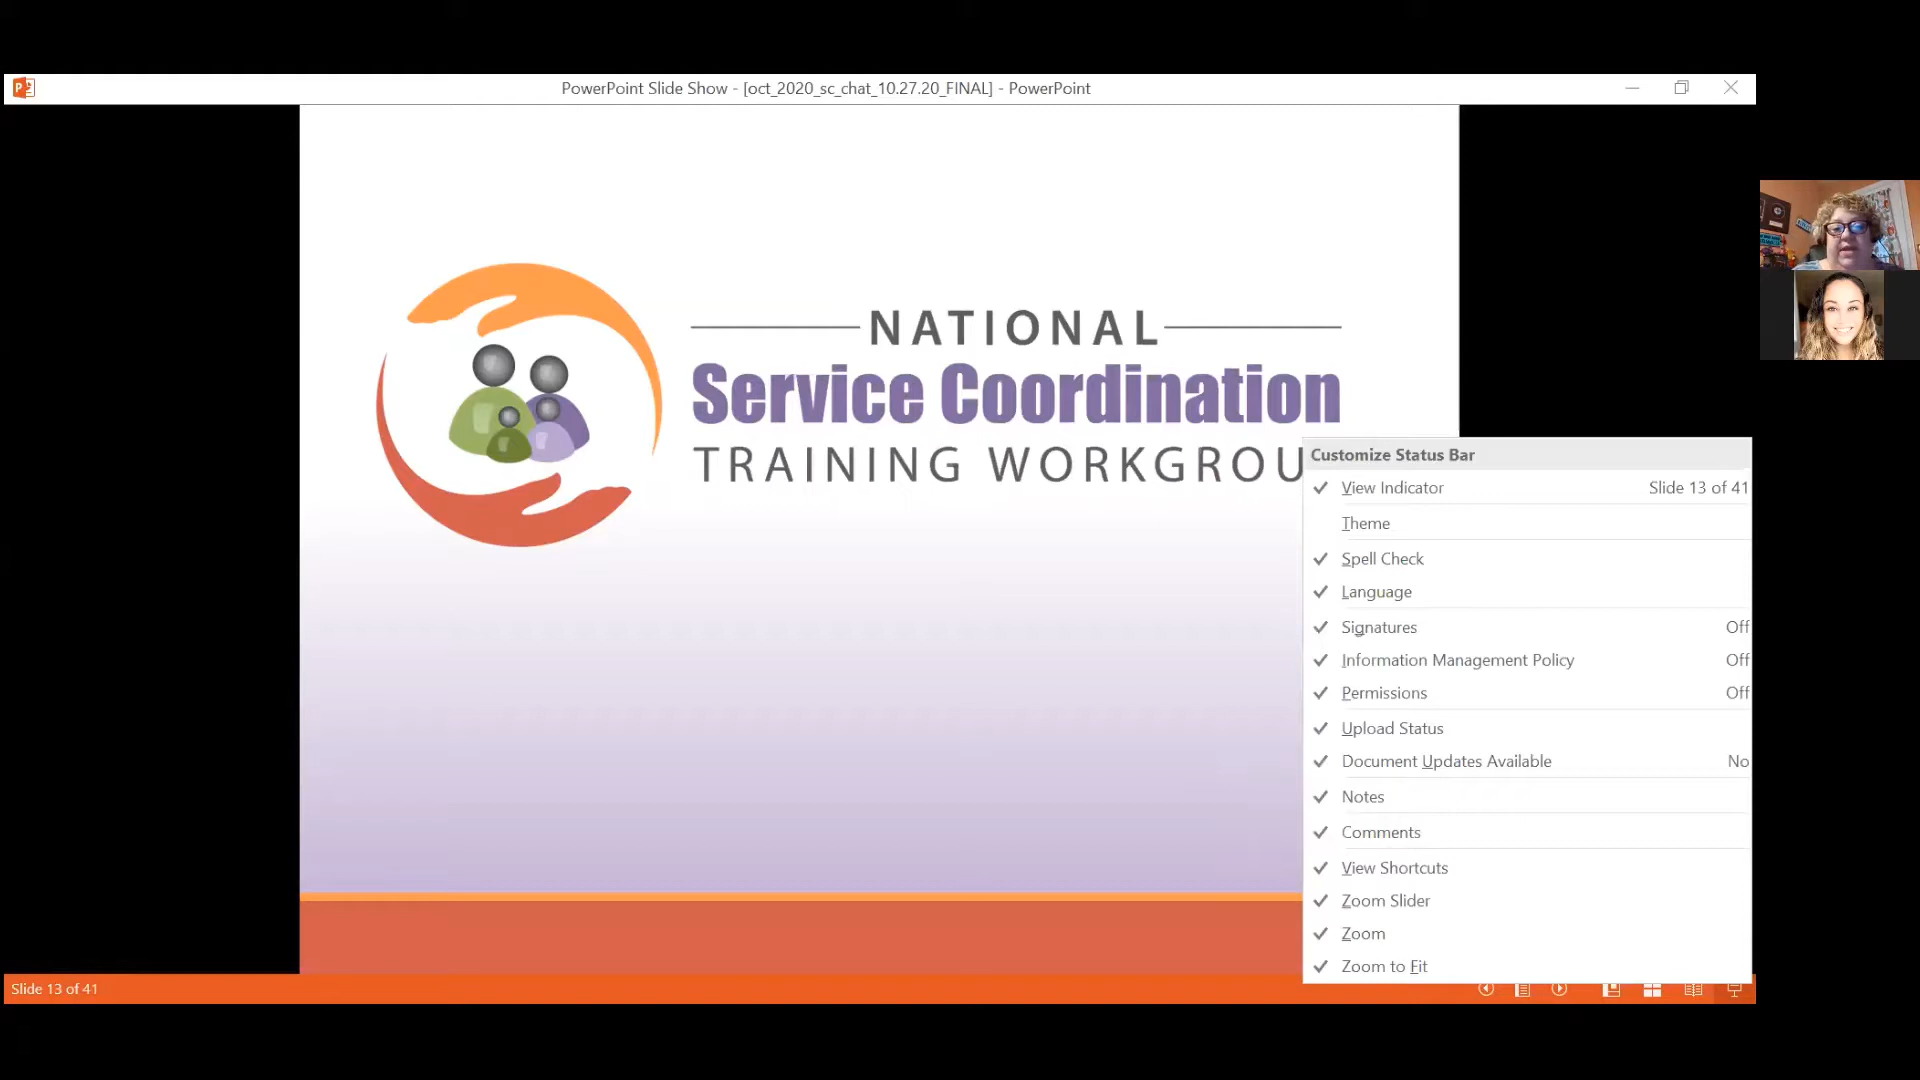 PowerPoint Slide Show - [oct_2020_sc_chat_10.27.20_FINAL] - PowerPoint
NATIONAL
Service Coordination
TRAINING WORKGROU
Customize Status Bar
View Indicator Slide 13 of 41
Theme
Spell Check
Language
Signatures Off
Information Management Policy Off
Permissions Off
Upload Status
Document Updates Available No
Notes
Comments
View Shortcuts
Zoom Slider
Zoom
Zoom to Fit
Slide 13 of 41